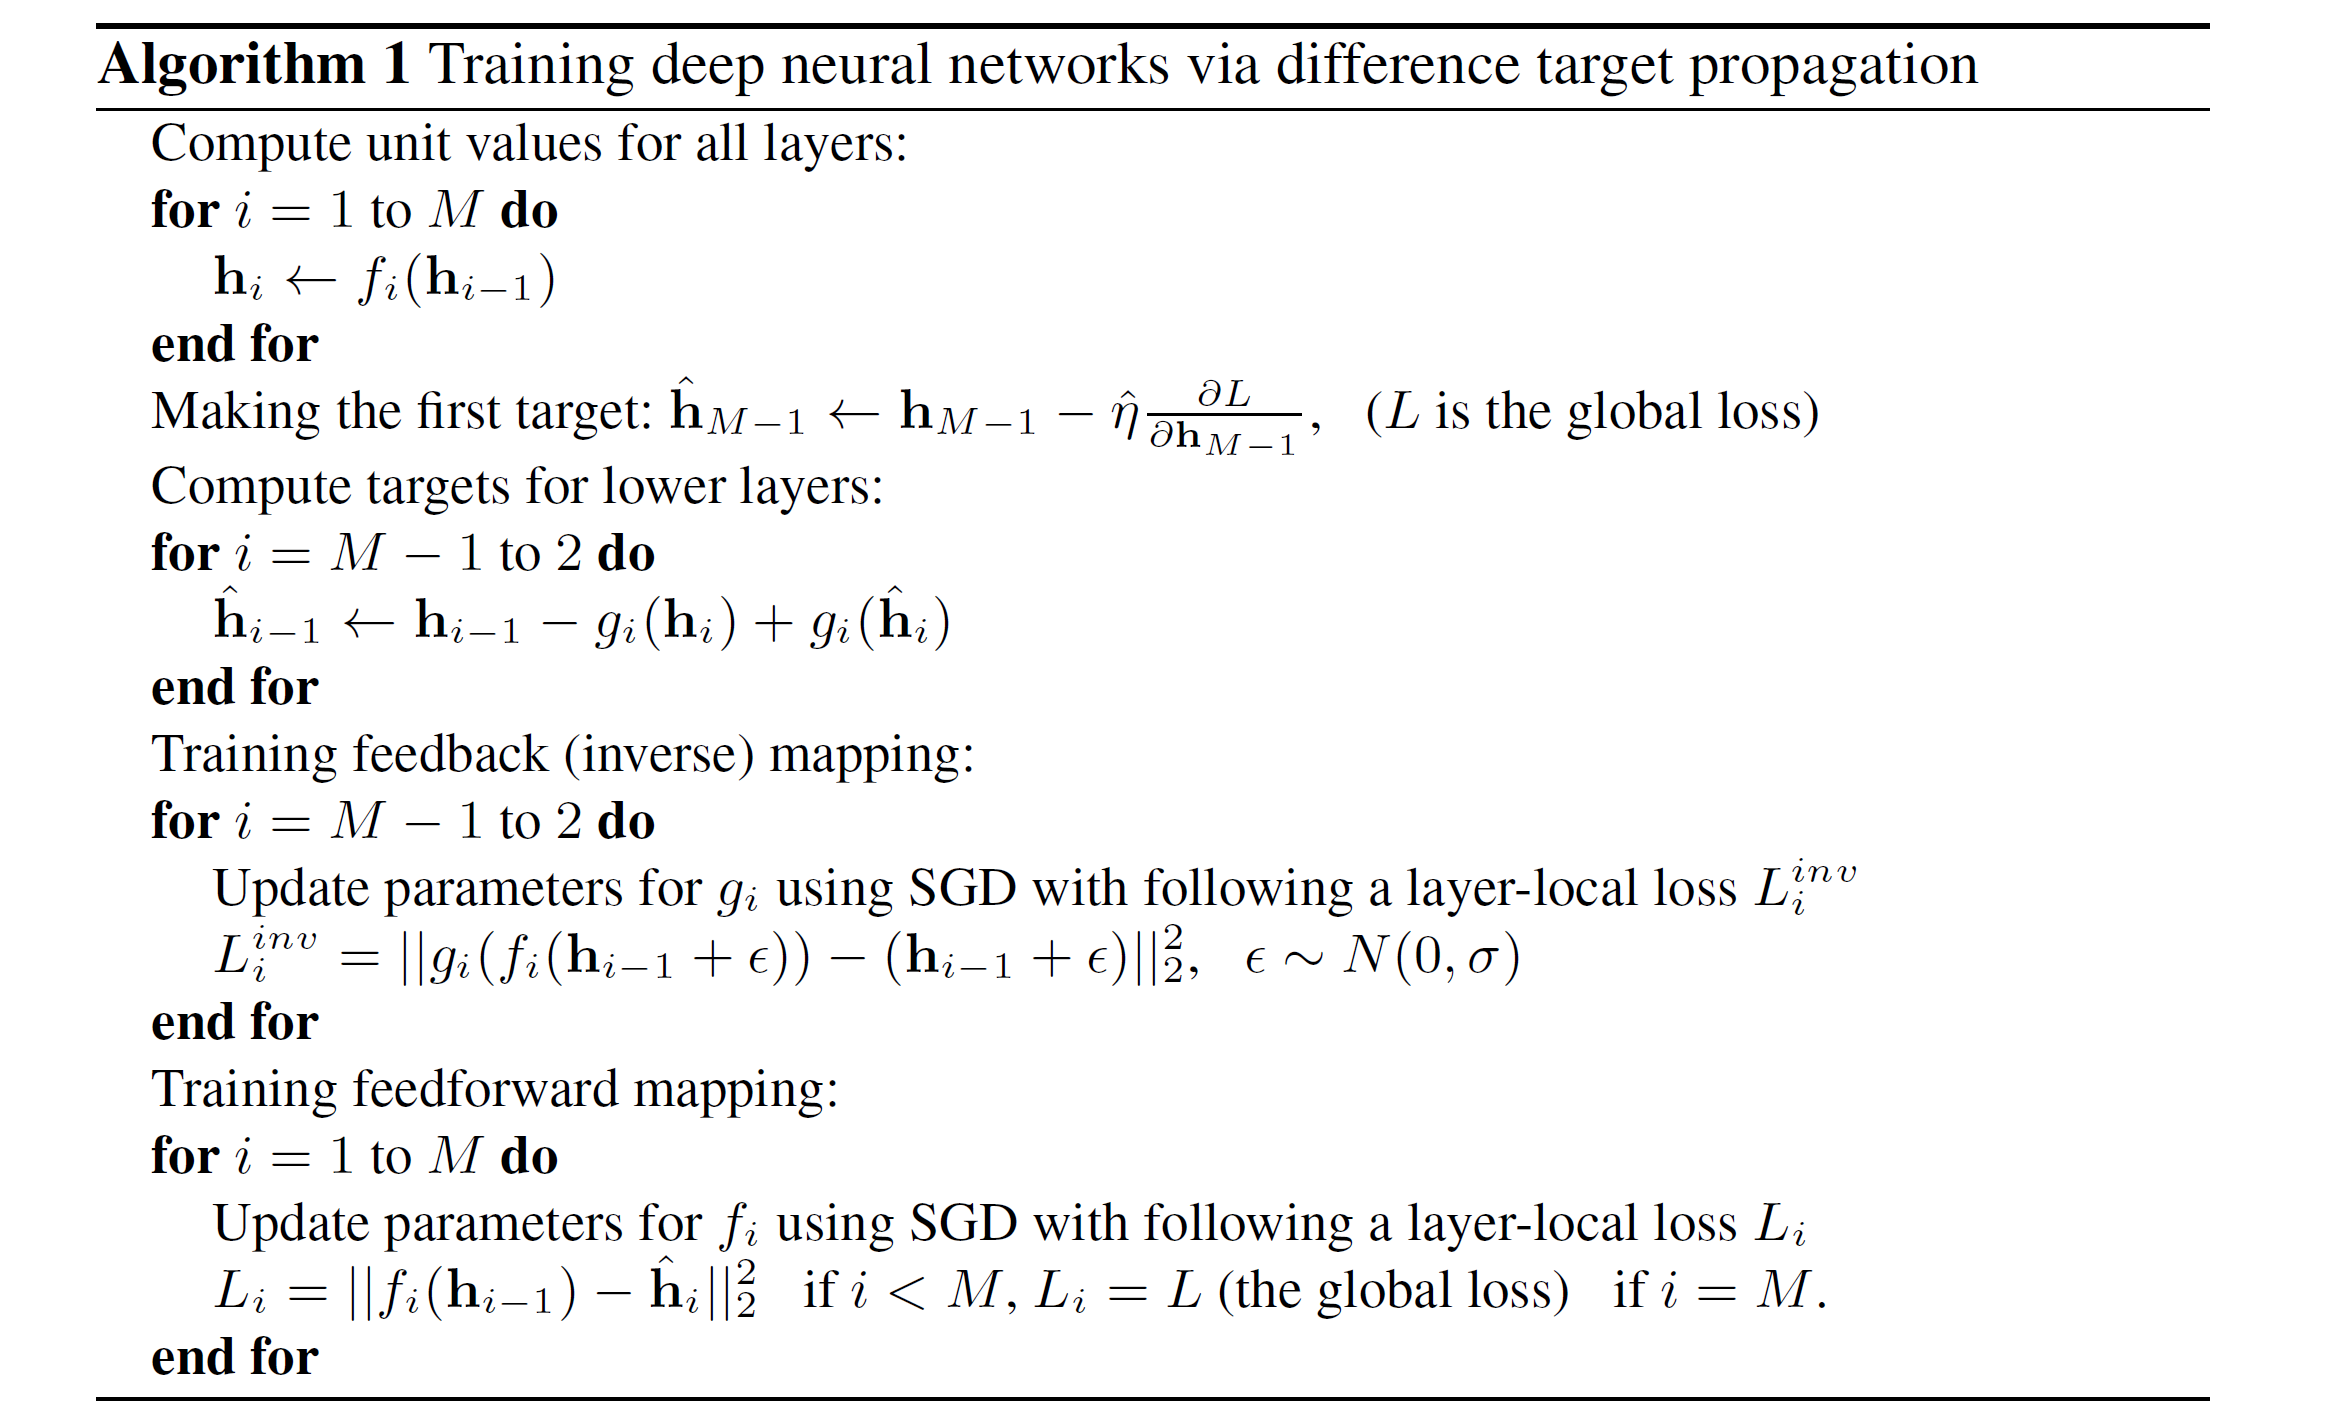 Algorithm 1 Training deep neural networks via difference target propagation
Compute unit values for all layers:
for $i = 1$ to $M$ do
$\mathbf{h}_i \leftarrow f_i(\mathbf{h}_{i-1})$
end for
Making the first target: $\hat{\mathbf{h}}_{M-1} \leftarrow \mathbf{h}_{M-1} - \hat{\eta} \frac{\partial L}{\partial \mathbf{h}_{M-1}}$, ($L$ is the global loss)
Compute targets for lower layers:
for $i = M - 1$ to $2$ do
$\hat{\mathbf{h}}_{i-1} \leftarrow \mathbf{h}_{i-1} - g_i(\mathbf{h}_i) + g_i(\hat{\mathbf{h}}_i)$
end for
Training feedback (inverse) mapping:
for $i = M - 1$ to $2$ do
Update parameters for $g_i$ using SGD with following a layer-local loss $L_i^{inv}$
$L_i^{inv} = ||g_i(f_i(\mathbf{h}_{i-1} + \epsilon)) - (\mathbf{h}_{i-1} + \epsilon)||_2^2, \quad \epsilon \sim N(0, \sigma)$
end for
Training feedforward mapping:
for $i = 1$ to $M$ do
Update parameters for $f_i$ using SGD with following a layer-local loss $L_i$
$L_i = ||f_i(\mathbf{h}_{i-1}) - \hat{\mathbf{h}}_i||_2^2$ if $i < M$, $L_i = L$ (the global loss) if $i = M$.
end for